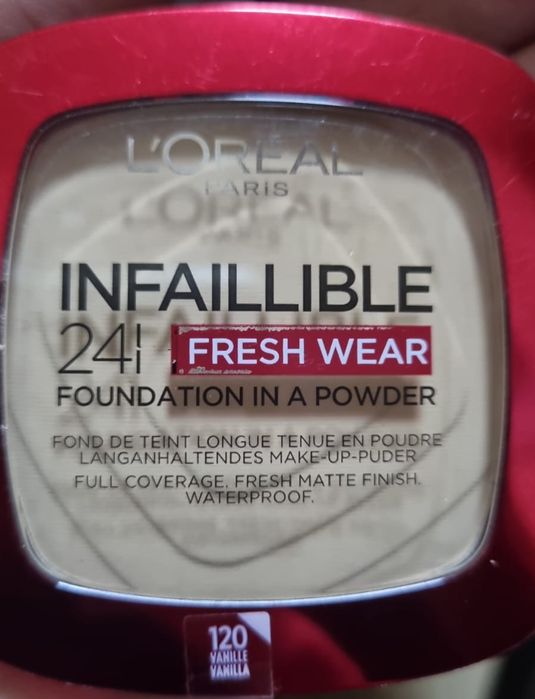 L'ORÉAL
PARIS
INFAILLIBLE
24H FRESH WEAR
FOUNDATION IN A POWDER
FOND DE TEINT LONGUE TENUE EN POUDRE
LANGANHALTENDES MAKE-UP-PUDER
FULL COVERAGE. FRESH MATTE FINISH.
WATERPROOF.
120
VANILLE
VANILLA